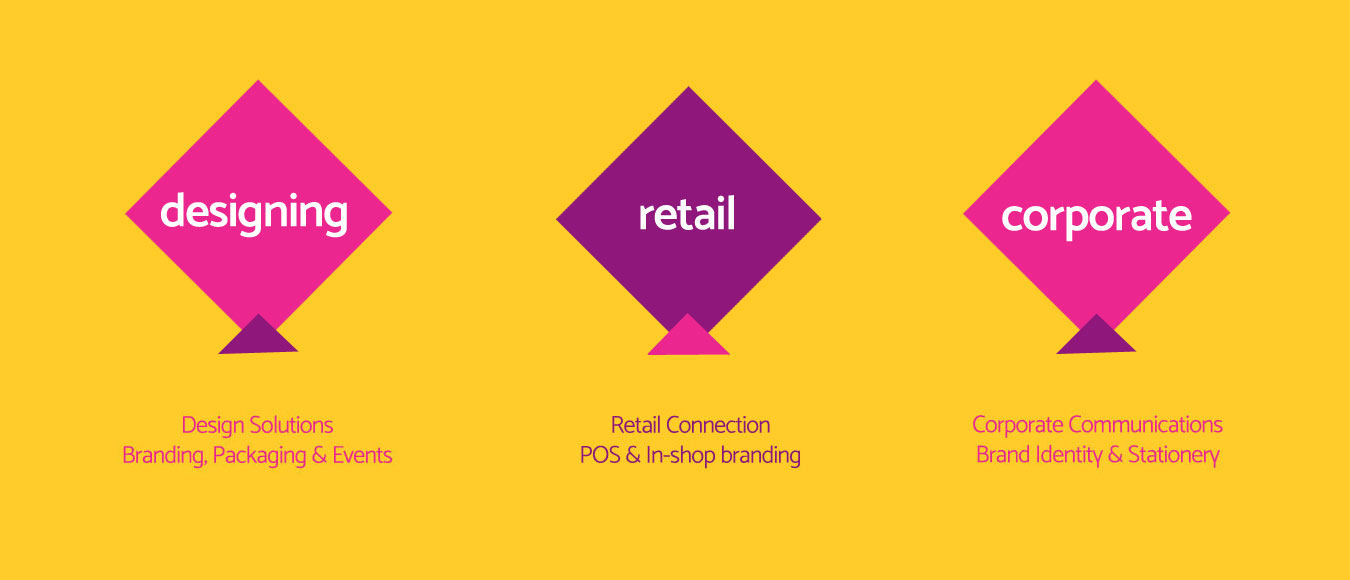 designing
retail
corporate
Design Solutions
Branding, Packaging & Events
Retail Connection
POS & In-shop branding
Corporate Communications
Brand Identity & Stationery